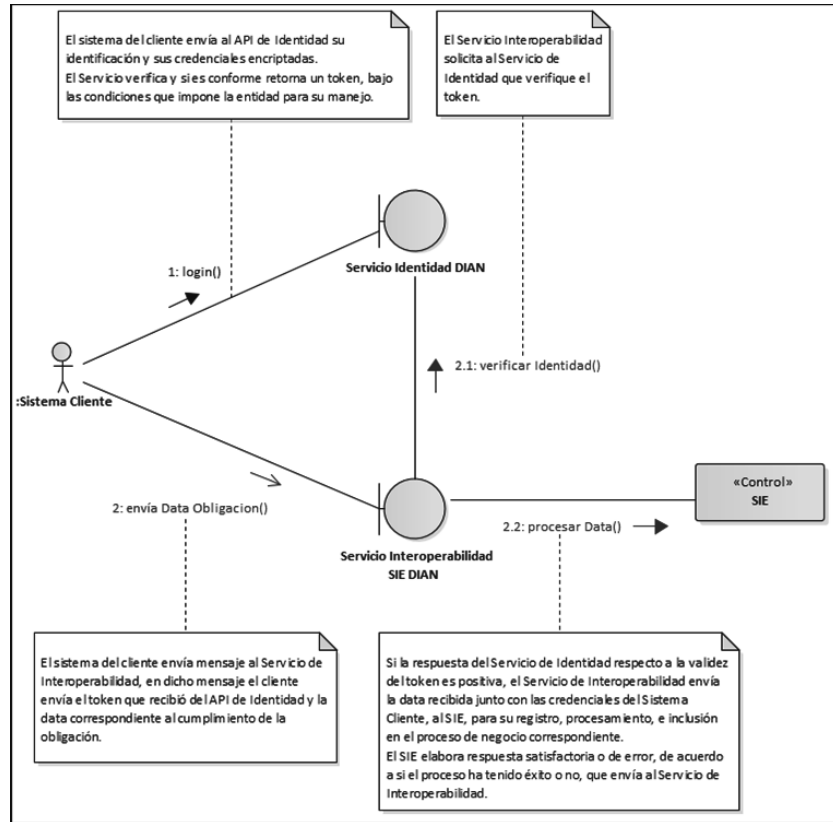 El sistema del cliente envía al API de Identidad su
identificación y sus credenciales encriptadas.
El Servicio verifica y si es conforme retorna un token, bajo
las condiciones que impone la entidad para su manejo.
El Servicio Interoperabilidad
solicita al Servicio de
Identidad que verifique el
token.
1: login()
Servicio Identidad DIAN
2.1: verificar Identidad()
:Sistema Cliente
2: envía Data Obligacion()
«Control»
SIE
2.2: procesar Data()
Servicio Interoperabilidad
SIE DIAN
El sistema del cliente envía mensaje al Servicio de
Interoperabilidad, en dicho mensaje el cliente
envía el token que recibió del API de Identidad y la
data correspondiente al cumplimiento de la
obligación.
Si la respuesta del Servicio de Identidad respecto a la validez
del token es positiva, el Servicio de Interoperabilidad envía
la data recibida junto con las credenciales del Sistema
Cliente, al SIE, para su registro, procesamiento, e inclusión
en el proceso de negocio correspondiente.
El SIE elabora respuesta satisfactoria o de error, de acuerdo
a si el proceso ha tenido éxito o no, que envía al Servicio de
Interoperabilidad.